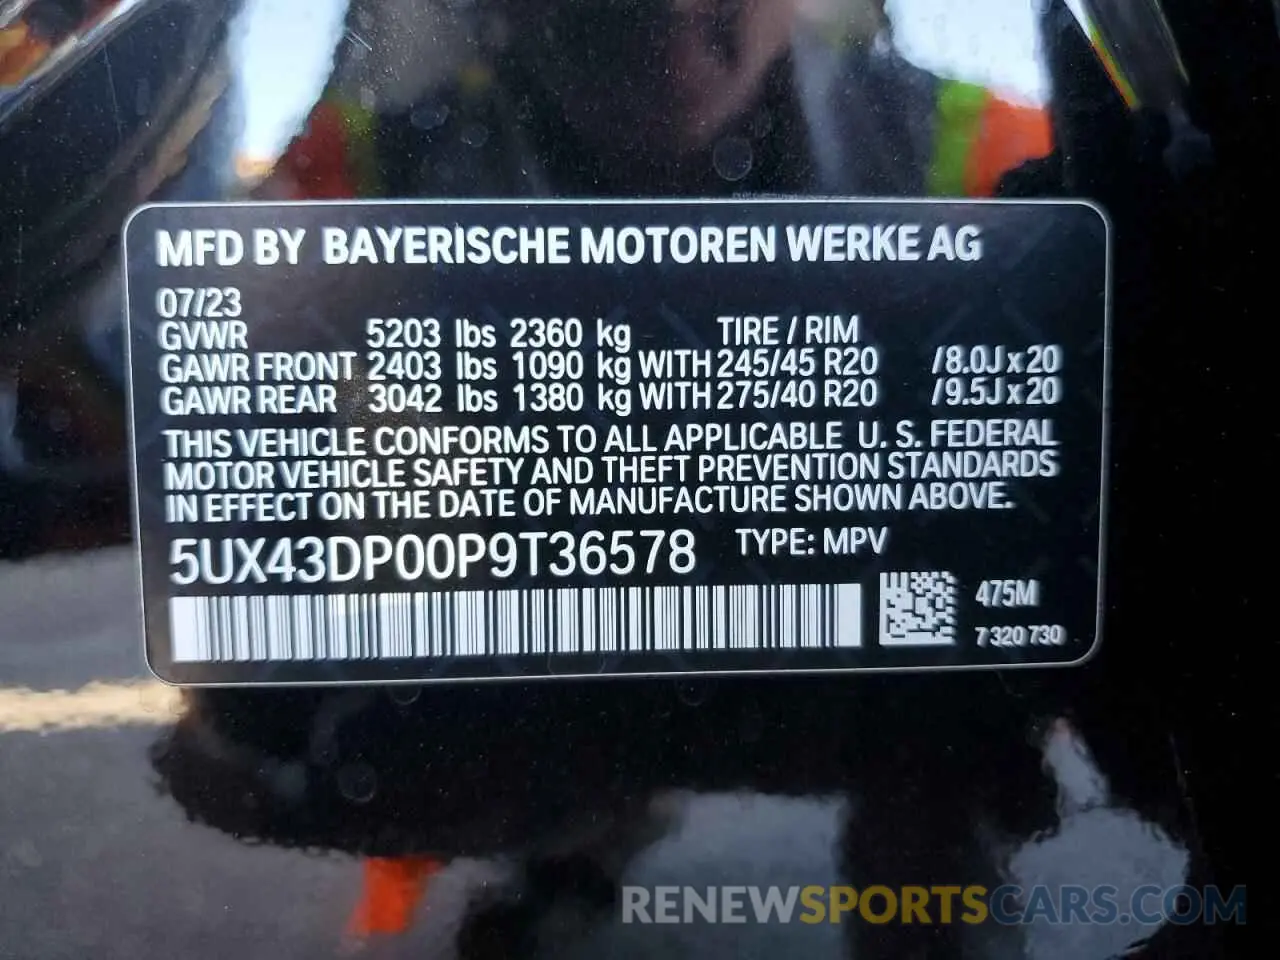 MFD BY BAYERISCHE MOTOREN WERKE AG
07/23
GVWR 5203 lbs 2360 kg TIRE / RIM
GAWR FRONT 2403 lbs 1090 kg WITH 245/45 R20 /8.0J x 20
GAWR REAR 3042 lbs 1380 kg WITH 275/40 R20 /9.5J x 20
THIS VEHICLE CONFORMS TO ALL APPLICABLE U. S. FEDERAL
MOTOR VEHICLE SAFETY AND THEFT PREVENTION STANDARDS
IN EFFECT ON THE DATE OF MANUFACTURE SHOWN ABOVE.
5UX43DP00P9T36578 TYPE: MPV
475M
7 320 730
RENEWSPORTSCARS.COM